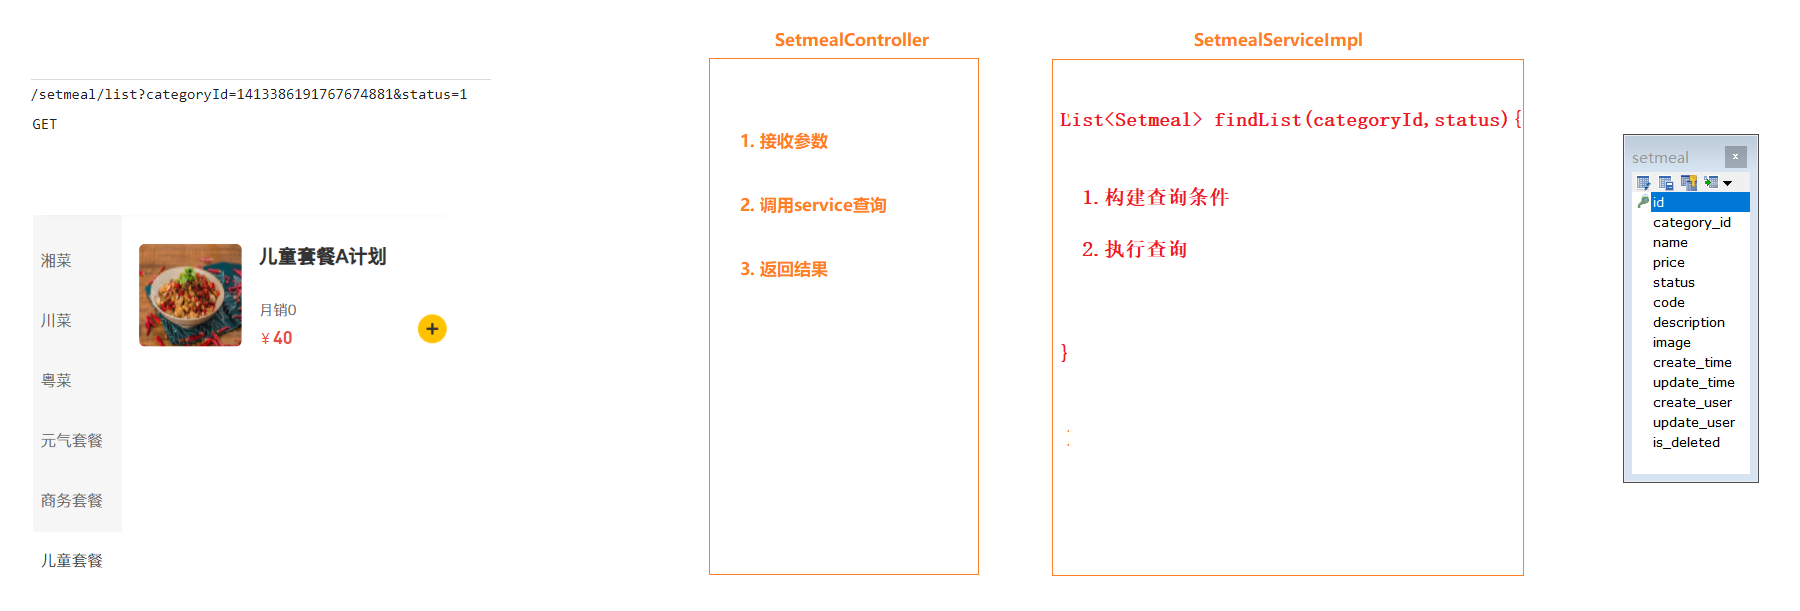 /setmeal/list?categoryId=1413386191767674881&status=1
GET
湘菜
川菜
粤菜
元气套餐
商务套餐
儿童套餐
儿童套餐A计划
月销0
¥40
SetmealController
1. 接收参数
2. 调用service查询
3. 返回结果
SetmealServiceImpl
List<Setmeal> findList(categoryId,status){
1. 构建查询条件
2. 执行查询
}
setmeal
id
category_id
name
price
status
code
description
image
create_time
update_time
create_user
update_user
is_deleted